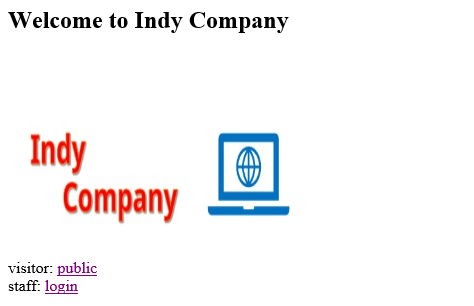 Welcome to Indy Company
Indy
Company
visitor: public
staff: login